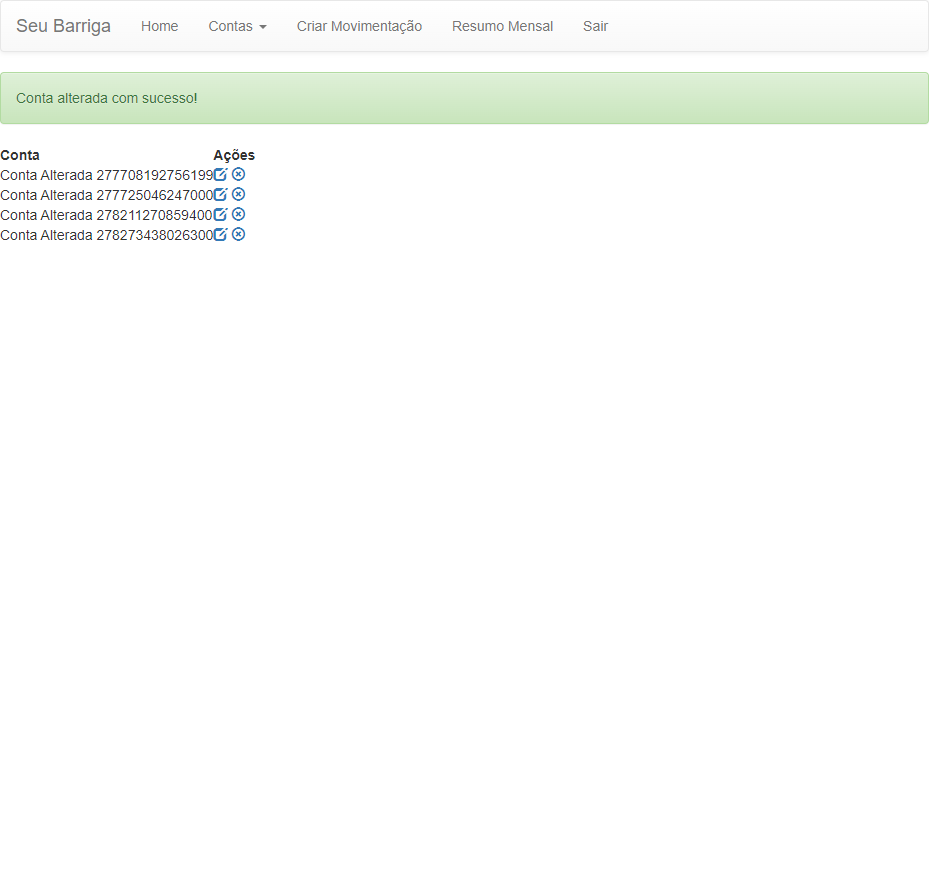 Seu Barriga Home Contas Criar Movimentação Resumo Mensal Sair
Conta alterada com sucesso!
Conta Ações
Conta Alterada 277708192756199
Conta Alterada 277725046247000
Conta Alterada 278211270859400
Conta Alterada 278273438026300